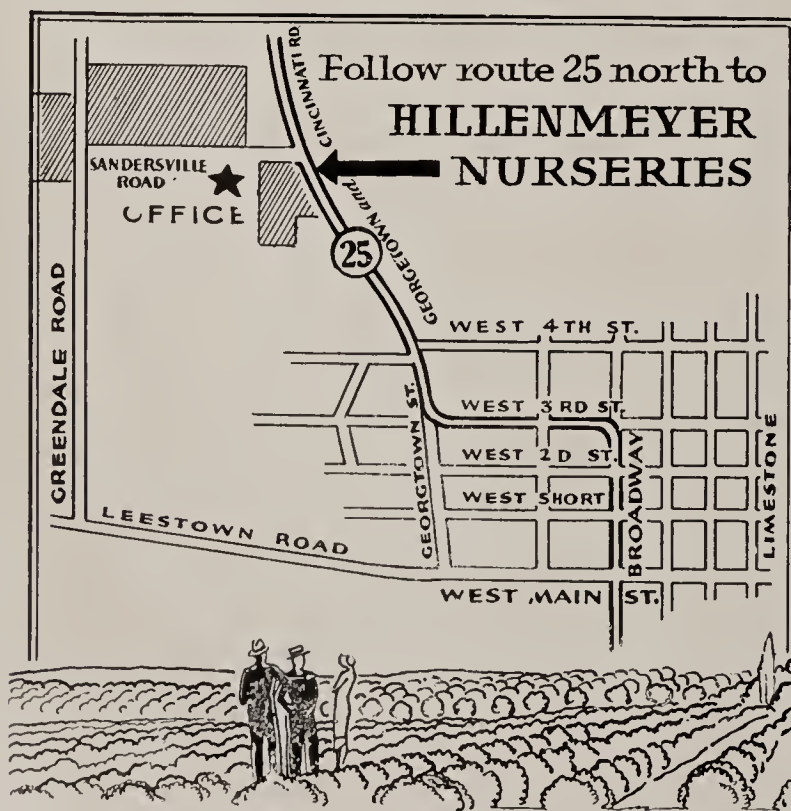 Follow route 25 north to
HILLENMEYER
NURSERIES
CINCINNATI RD.
GEORGETOWN and
SANDERSVILLE
ROAD
OFFICE
25
GREENDALE ROAD
WEST 4TH ST.
WEST 3RD ST.
WEST 2D ST.
WEST SHORT
GEORGTOWN ST.
BROADWAY
LIMESTONE
LEESTOWN ROAD
WEST MAIN ST.